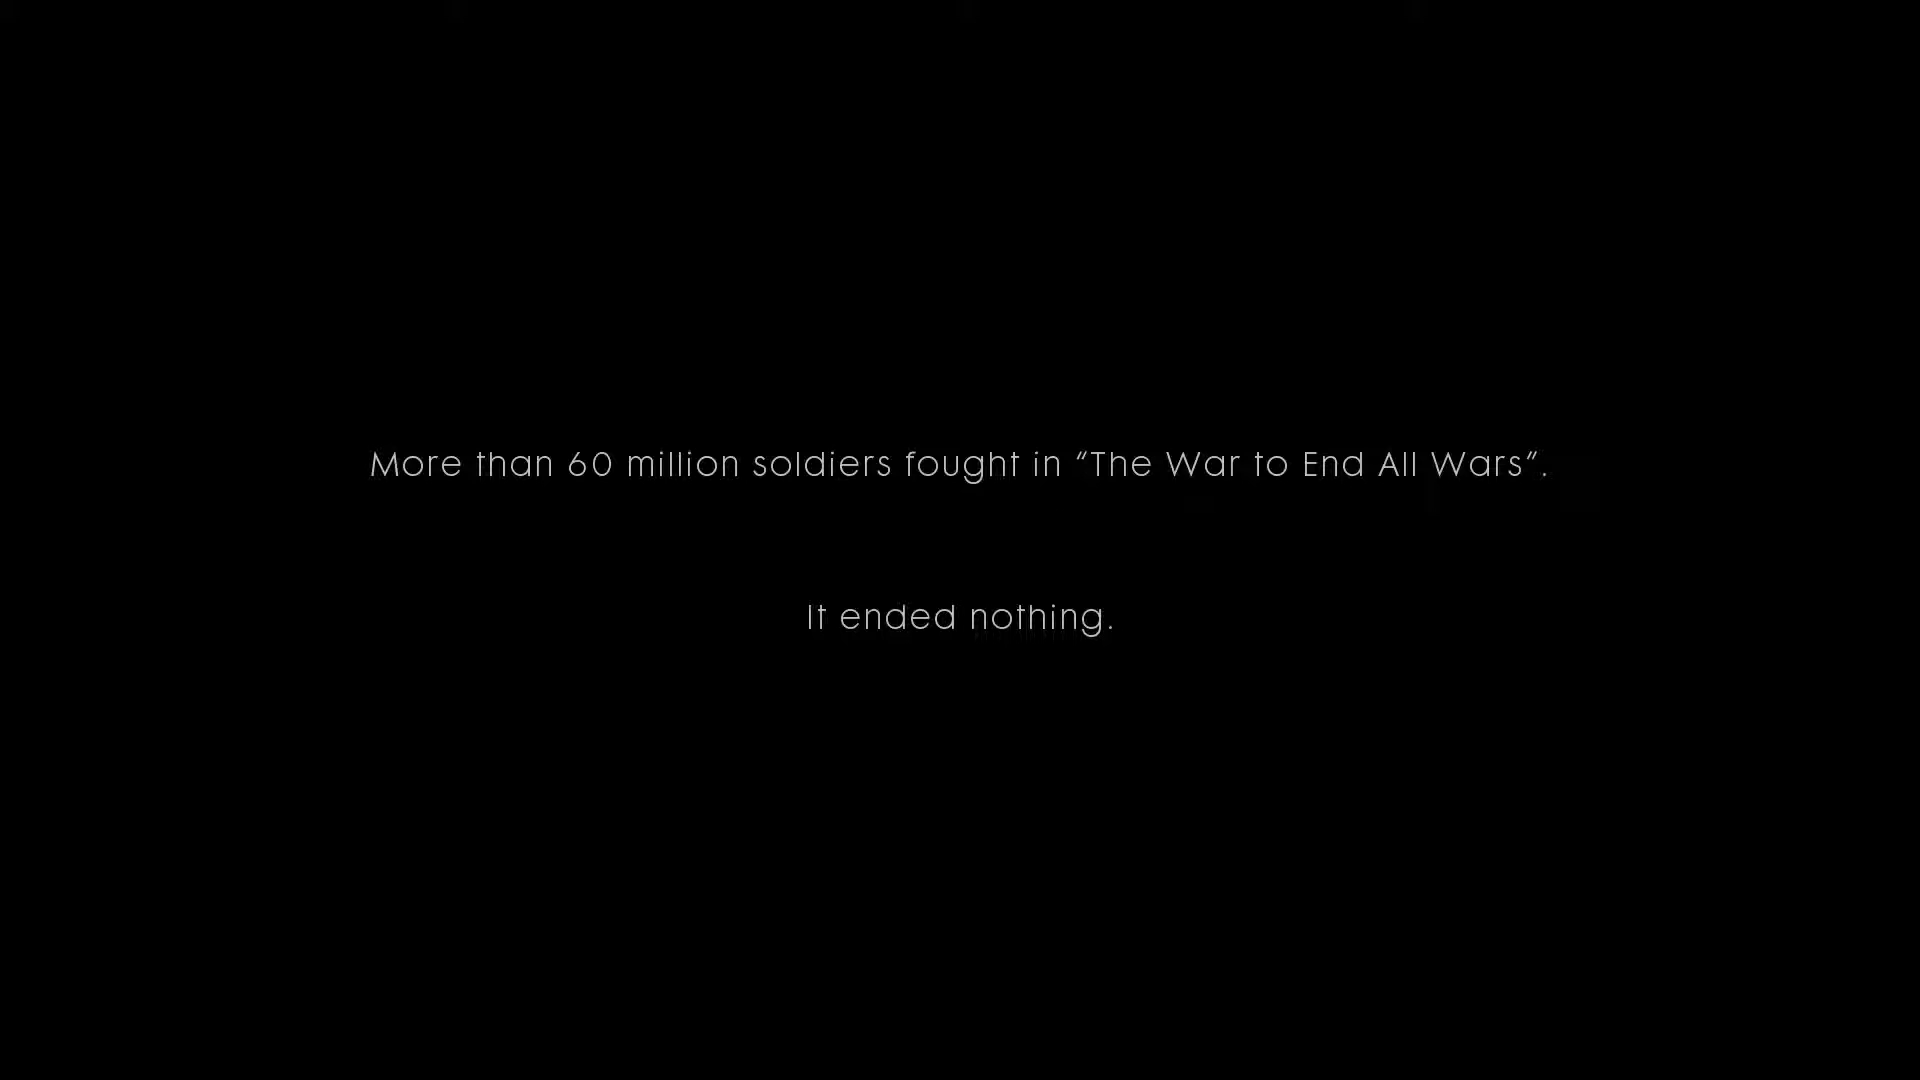 More than 60 million soldiers fought in “The War to End All Wars”.
It ended nothing.